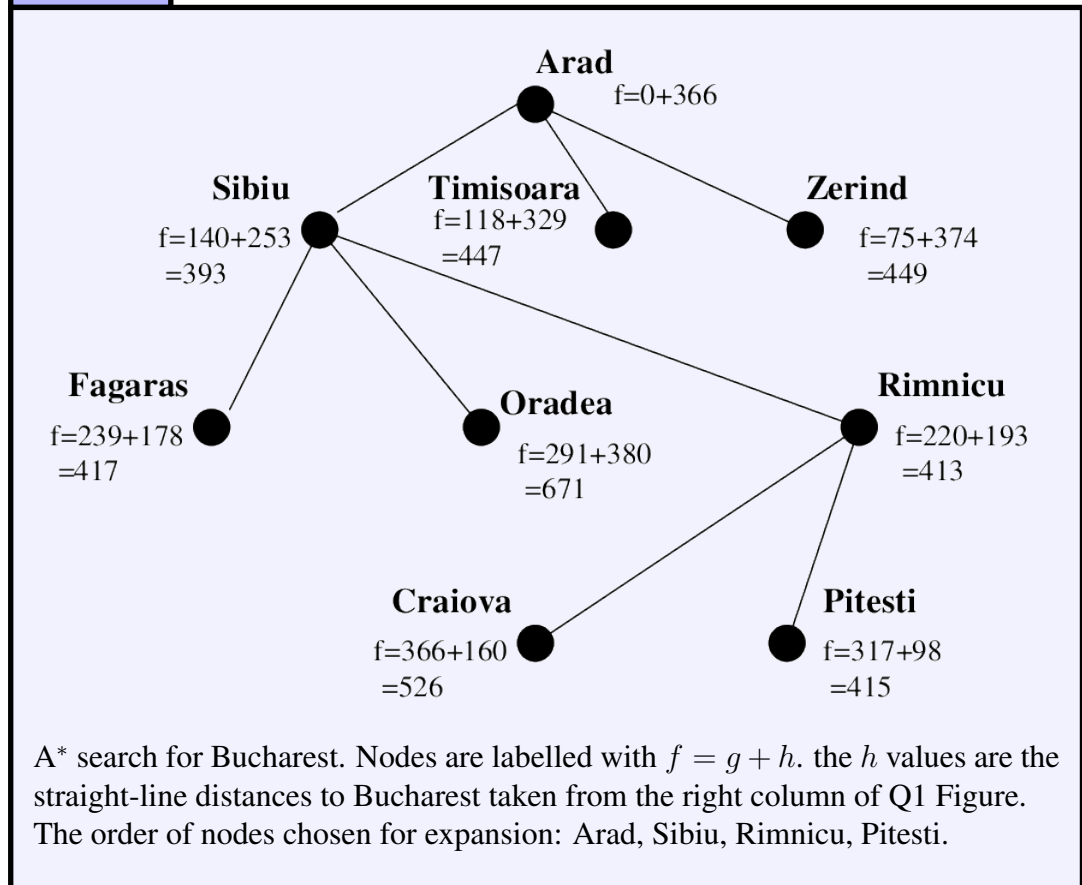 Arad
f=0+366
Sibiu
Timisoara
Zerind
f=140+253
=393
f=118+329
=447
f=75+374
=449
Fagaras
Oradea
Rimnicu
f=239+178
=417
f=291+380
=671
f=220+193
=413
Craiova
Pitesti
f=366+160
=526
f=317+98
=415
A* search for Bucharest. Nodes are labelled with f = g + h. the h values are the
straight-line distances to Bucharest taken from the right column of Q1 Figure.
The order of nodes chosen for expansion: Arad, Sibiu, Rimnicu, Pitesti.